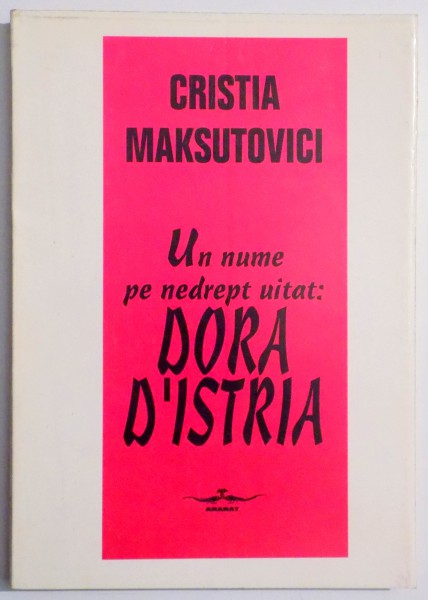 CRISTIA
MAKSUTOVICI
Un nume
pe nedrept uitat:
DORA
D'ISTRIA
ARARAT